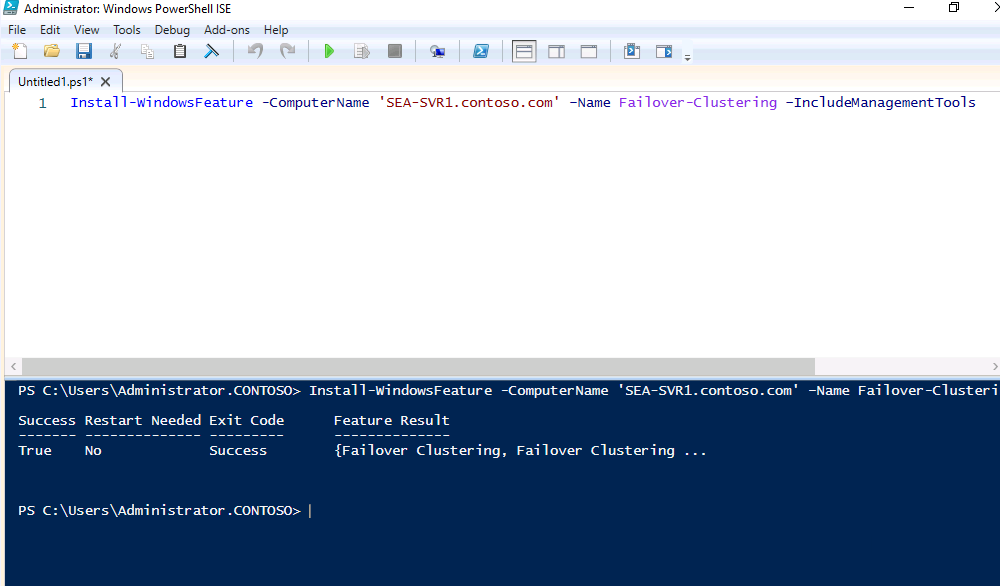 Administrator: Windows PowerShell ISE
File Edit View Tools Debug Add-ons Help
Untitled1.ps1* X
1 Install-WindowsFeature -ComputerName 'SEA-SVR1.contoso.com' -Name Failover-Clustering -IncludeManagementTools
PS C:\Users\Administrator.CONTOSO> Install-WindowsFeature -ComputerName 'SEA-SVR1.contoso.com' -Name Failover-Clusteri
Success Restart Needed Exit Code Feature Result
------- -------------- --------- --------------
True No Success {Failover Clustering, Failover Clustering ...
PS C:\Users\Administrator.CONTOSO>